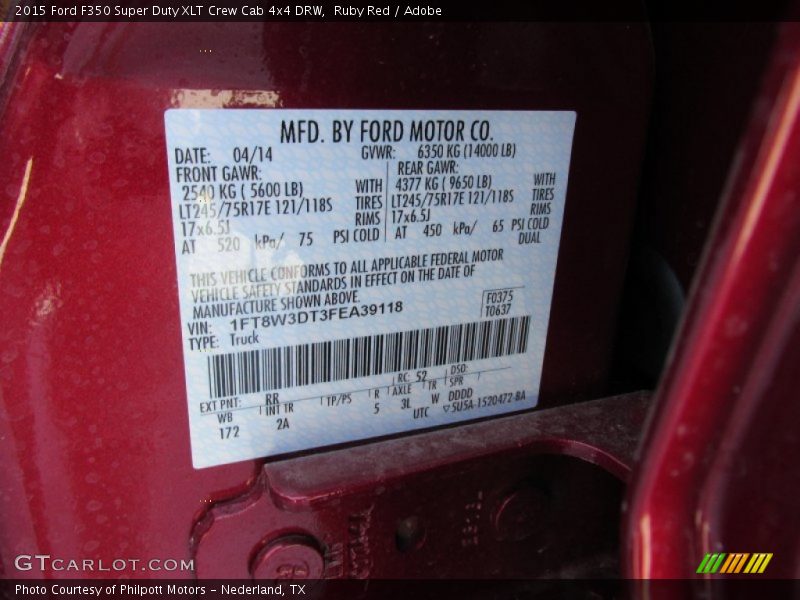 2015 Ford F350 Super Duty XLT Crew Cab 4x4 DRW, Ruby Red / Adobe
MFD. BY FORD MOTOR CO.
DATE: 04/14 GVWR: 6350 KG (14000 LB)
FRONT GAWR: REAR GAWR:
2540 KG ( 5600 LB) WITH 4377 KG ( 9650 LB) WITH
LT245/75R17E 121/118S TIRES LT245/75R17E 121/118S TIRES
17x6.5J RIMS 17x6.5J RIMS
AT 520 kPa/ 75 PSI COLD AT 450 kPa/ 65 PSI COLD
DUAL
THIS VEHICLE CONFORMS TO ALL APPLICABLE FEDERAL MOTOR
VEHICLE SAFETY STANDARDS IN EFFECT ON THE DATE OF
MANUFACTURE SHOWN ABOVE.
VIN: 1FT8W3DT3FEA39118 F0375
TYPE: Truck T0637
EXT PNT: RR RC: 52 DSO:
WB INT TR TP/PS R AXLE TR SPR
172 2A 5 3L W DDDD
UTC ▽5U5A-1520472-BA
GTCARLOT.COM
Photo Courtesy of Philpott Motors - Nederland, TX